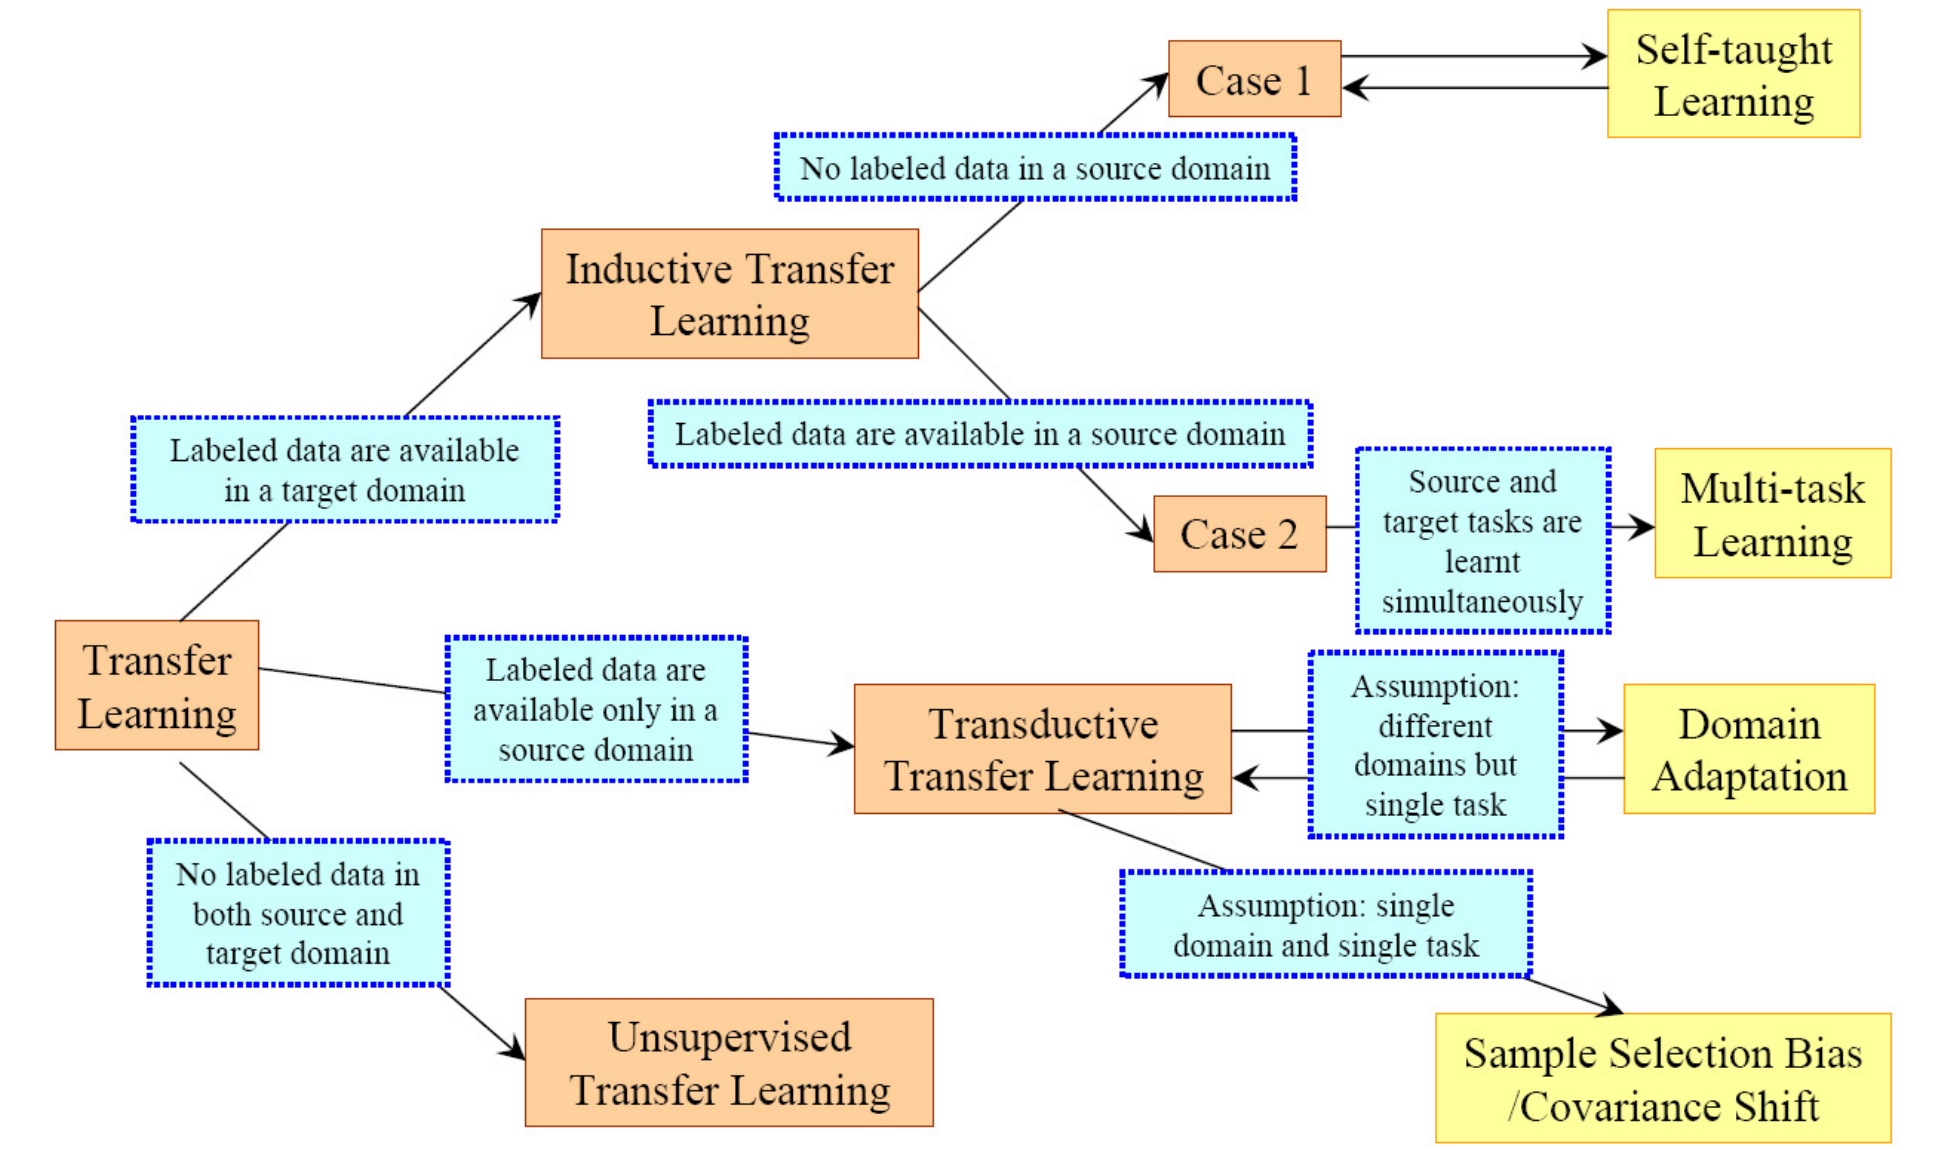 Self-taught
Learning
Case 1
No labeled data in a source domain
Inductive Transfer
Learning
Labeled data are available in a source domain
Labeled data are available
in a target domain
Case 2
Source and
target tasks are
learnt
simultaneously
Multi-task
Learning
Transfer
Learning
Labeled data are
available only in a
source domain
Transductive
Transfer Learning
Assumption:
different
domains but
single task
Domain
Adaptation
No labeled data in
both source and
target domain
Assumption: single
domain and single task
Unsupervised
Transfer Learning
Sample Selection Bias
/Covariance Shift